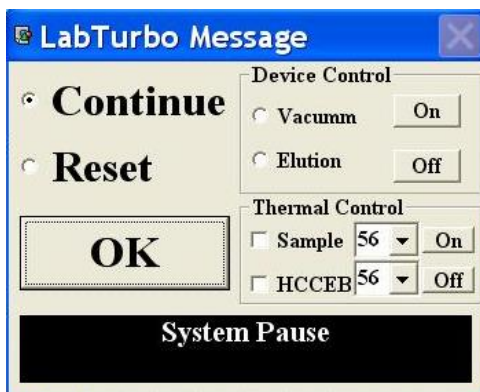 LabTurbo Message
Continue
Reset
OK
Device Control
Vacumm
On
Elution
Off
Thermal Control
Sample 56 On
HCCEB 56 Off
System Pause